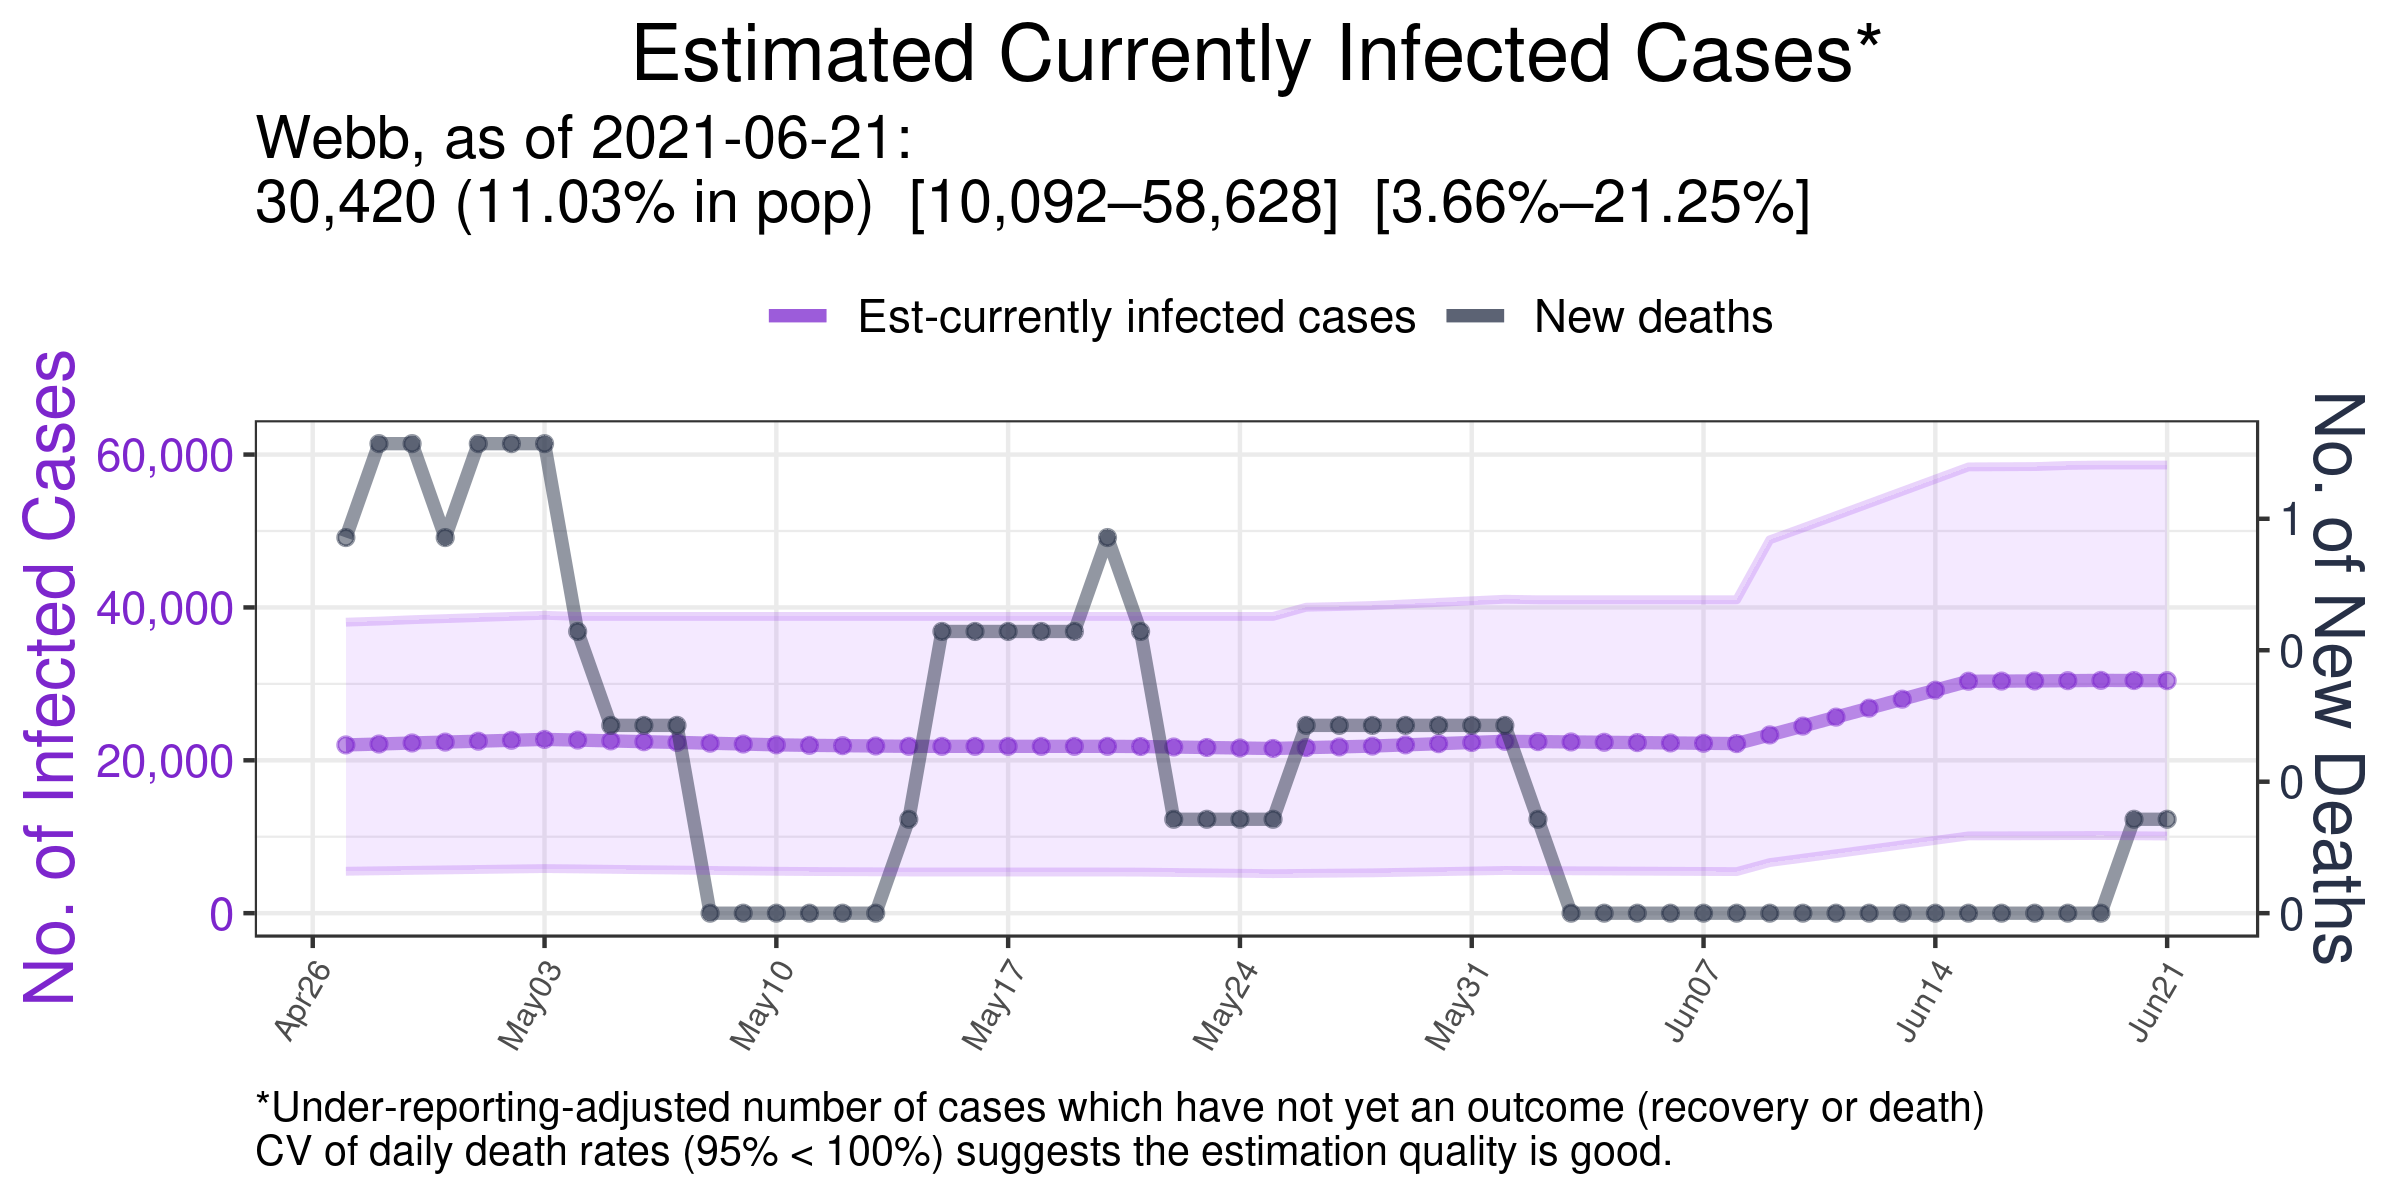 Estimated Currently Infected Cases*
Webb, as of 2021-06-21:
30,420 (11.03% in pop)  [10,092–58,628]  [3.66%–21.25%]
Est-currently infected cases
New deaths
No. of Infected Cases
60,000
40,000
20,000
0
1
0
0
0
No. of New Deaths
Apr26
May03
May10
May17
May24
May31
Jun07
Jun14
Jun21
*Under-reporting-adjusted number of cases which have not yet an outcome (recovery or death)
CV of daily death rates (95% < 100%) suggests the estimation quality is good.